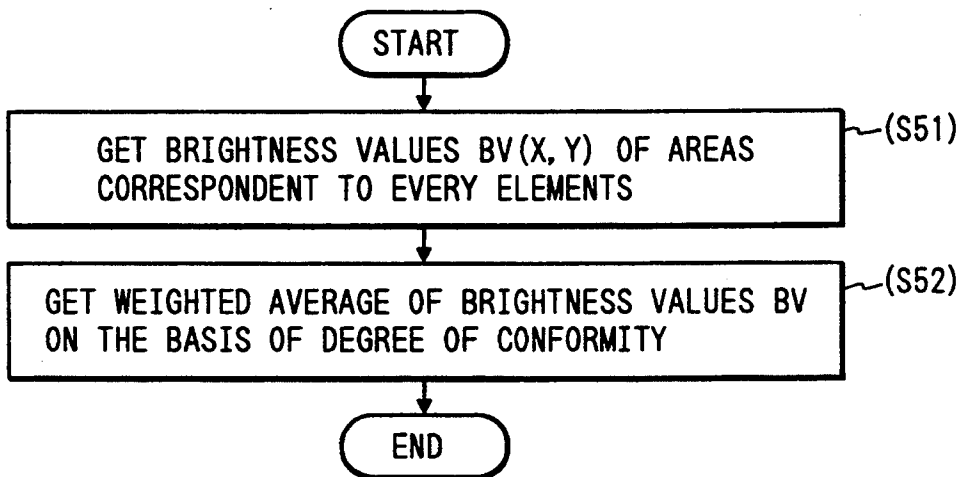 START
GET BRIGHTNESS VALUES BV(X, Y) OF AREAS
CORRESPONDENT TO EVERY ELEMENTS
(S51)
GET WEIGHTED AVERAGE OF BRIGHTNESS VALUES BV
ON THE BASIS OF DEGREE OF CONFORMITY
(S52)
END